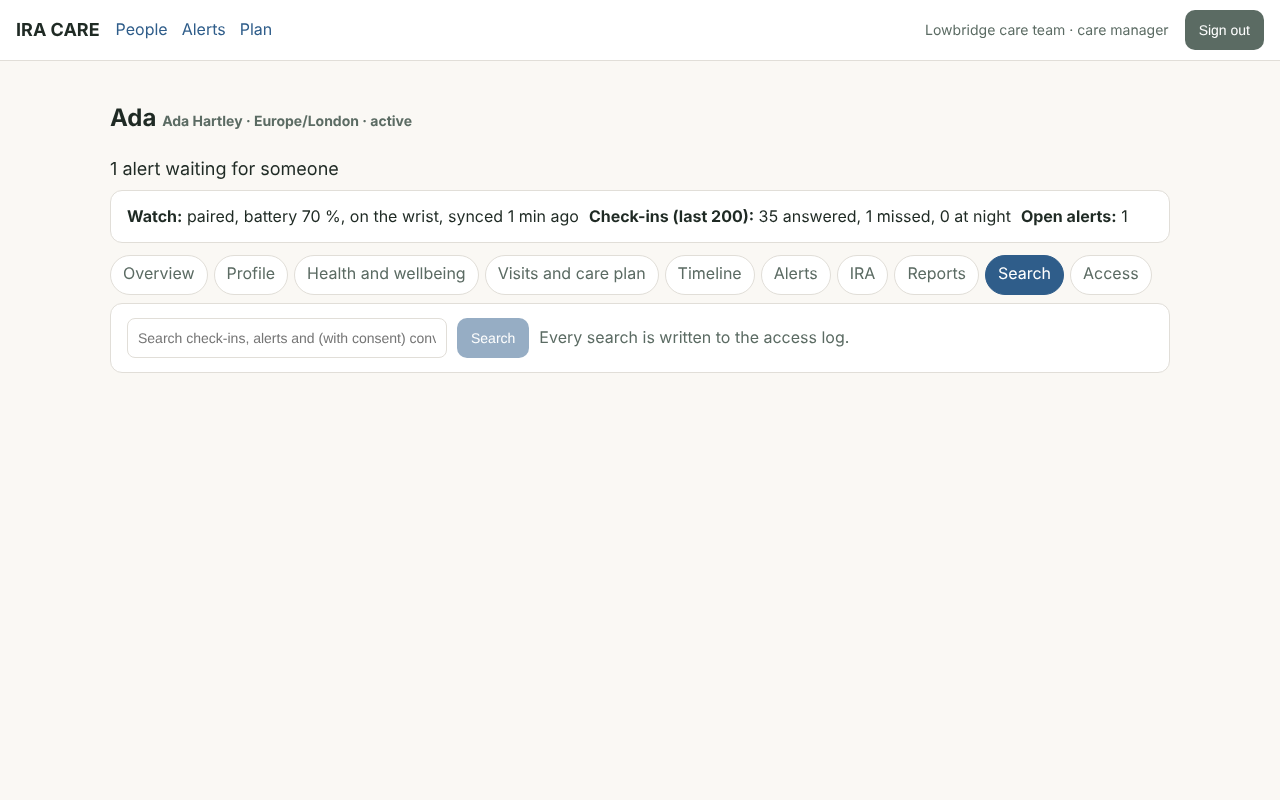 IRA CARE People Alerts Plan Lowbridge care team · care manager Sign out
Ada Ada Hartley · Europe/London · active
1 alert waiting for someone
Watch: paired, battery 70 %, on the wrist, synced 1 min ago Check-ins (last 200): 35 answered, 1 missed, 0 at night Open alerts: 1
Overview Profile Health and wellbeing Visits and care plan Timeline Alerts IRA Reports Search Access
Search check-ins, alerts and (with consent) Search Every search is written to the access log.